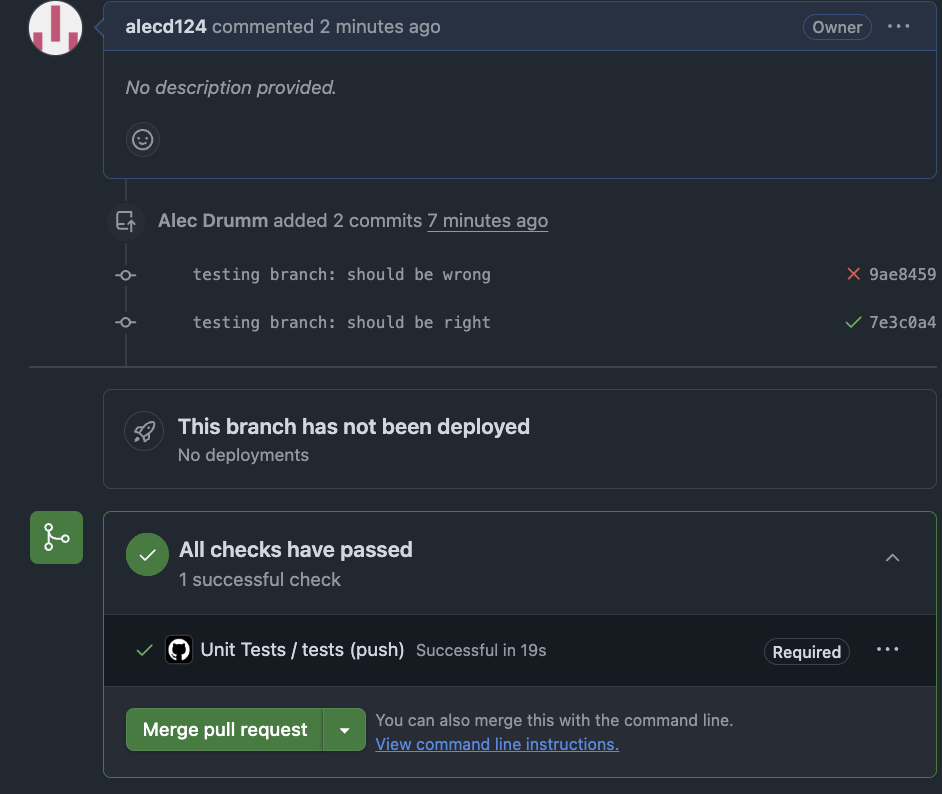 alecd124 commented 2 minutes ago Owner
No description provided.
Alec Drumm added 2 commits 7 minutes ago
testing branch: should be wrong 9ae8459
testing branch: should be right 7e3c0a4
This branch has not been deployed
No deployments
All checks have passed
1 successful check
Unit Tests / tests (push) Successful in 19s Required
Merge pull request
You can also merge this with the command line.
View command line instructions.